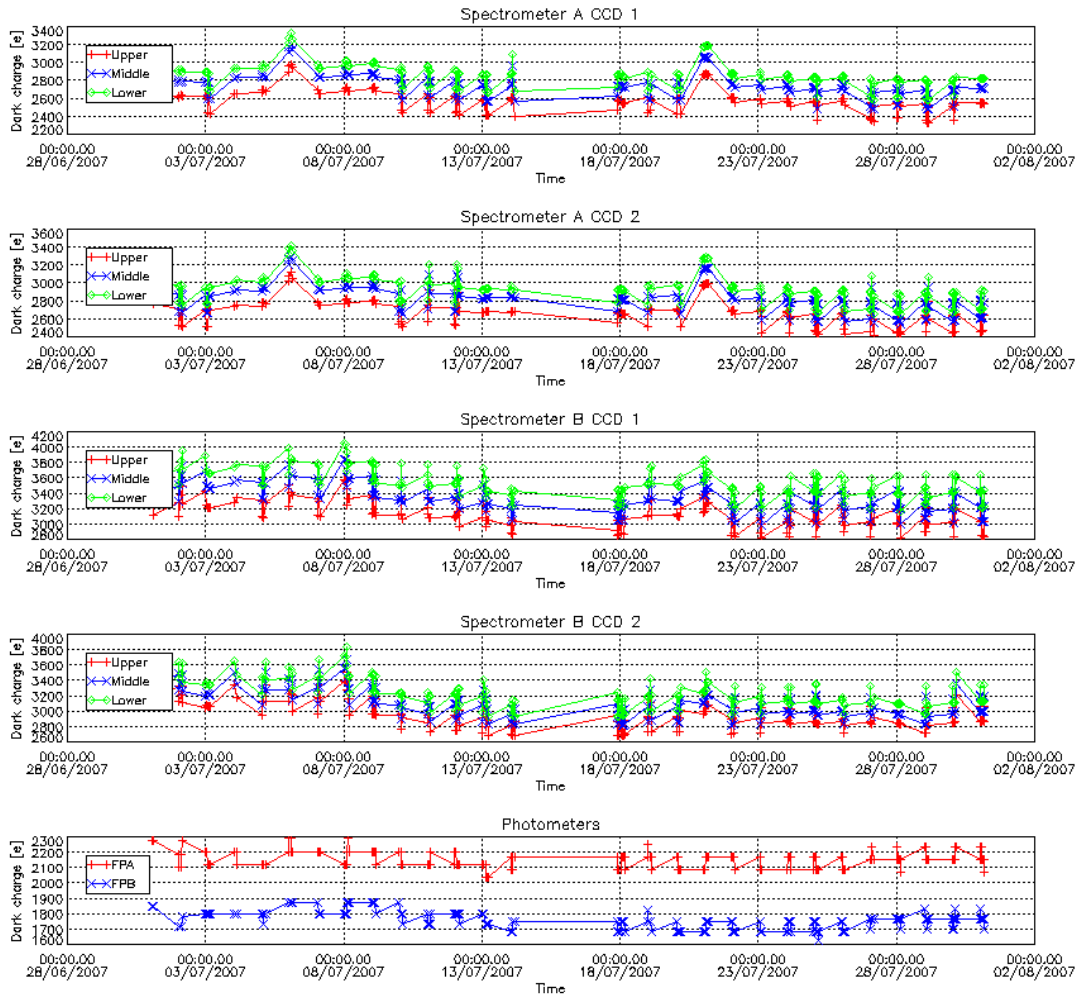 Spectrometer A CCD 1
Dark charge [e]
3400
3200
3000
2800
2600
2400
2200
Upper
Middle
Lower
00:00.00 00:00.00 00:00.00 00:00.00 00:00.00 00:00.00 00:00.00 00:00.00
28/06/2007 03/07/2007 08/07/2007 13/07/2007 18/07/2007 23/07/2007 28/07/2007 02/08/2007
Time
Spectrometer A CCD 2
Dark charge [e]
3600
3400
3200
3000
2800
2600
2400
Upper
Middle
Lower
00:00.00 00:00.00 00:00.00 00:00.00 00:00.00 00:00.00 00:00.00 00:00.00
28/06/2007 03/07/2007 08/07/2007 13/07/2007 18/07/2007 23/07/2007 28/07/2007 02/08/2007
Time
Spectrometer B CCD 1
Dark charge [e]
4200
4000
3800
3600
3400
3200
3000
2800
Upper
Middle
Lower
00:00.00 00:00.00 00:00.00 00:00.00 00:00.00 00:00.00 00:00.00 00:00.00
28/06/2007 03/07/2007 08/07/2007 13/07/2007 18/07/2007 23/07/2007 28/07/2007 02/08/2007
Time
Spectrometer B CCD 2
Dark charge [e]
4000
3800
3600
3400
3200
3000
2800
2600
Upper
Middle
Lower
00:00.00 00:00.00 00:00.00 00:00.00 00:00.00 00:00.00 00:00.00 00:00.00
28/06/2007 03/07/2007 08/07/2007 13/07/2007 18/07/2007 23/07/2007 28/07/2007 02/08/2007
Time
Photometers
Dark charge [e]
2300
2200
2100
2000
1900
1800
1700
1600
FPA
FPB
00:00.00 00:00.00 00:00.00 00:00.00 00:00.00 00:00.00 00:00.00 00:00.00
28/06/2007 03/07/2007 08/07/2007 13/07/2007 18/07/2007 23/07/2007 28/07/2007 02/08/2007
Time